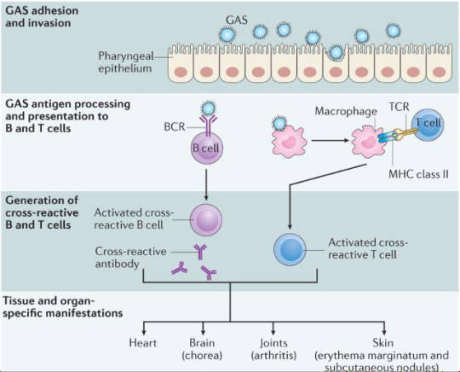 GAS adhesion
and invasion
GAS
Pharyngeal
epithelium
GAS antigen processing
and presentation to
B and T cells
BCR
B cell
Macrophage
TCR
T cell
MHC class II
Generation of
cross-reactive
B and T cells
Activated cross-
reactive B cell
Cross-reactive
antibody
Activated cross-
reactive T cell
Tissue and organ-
specific manifestations
Heart
Brain
(chorea)
Joints
(arthritis)
Skin
(erythema marginatum and
subcutaneous nodules)